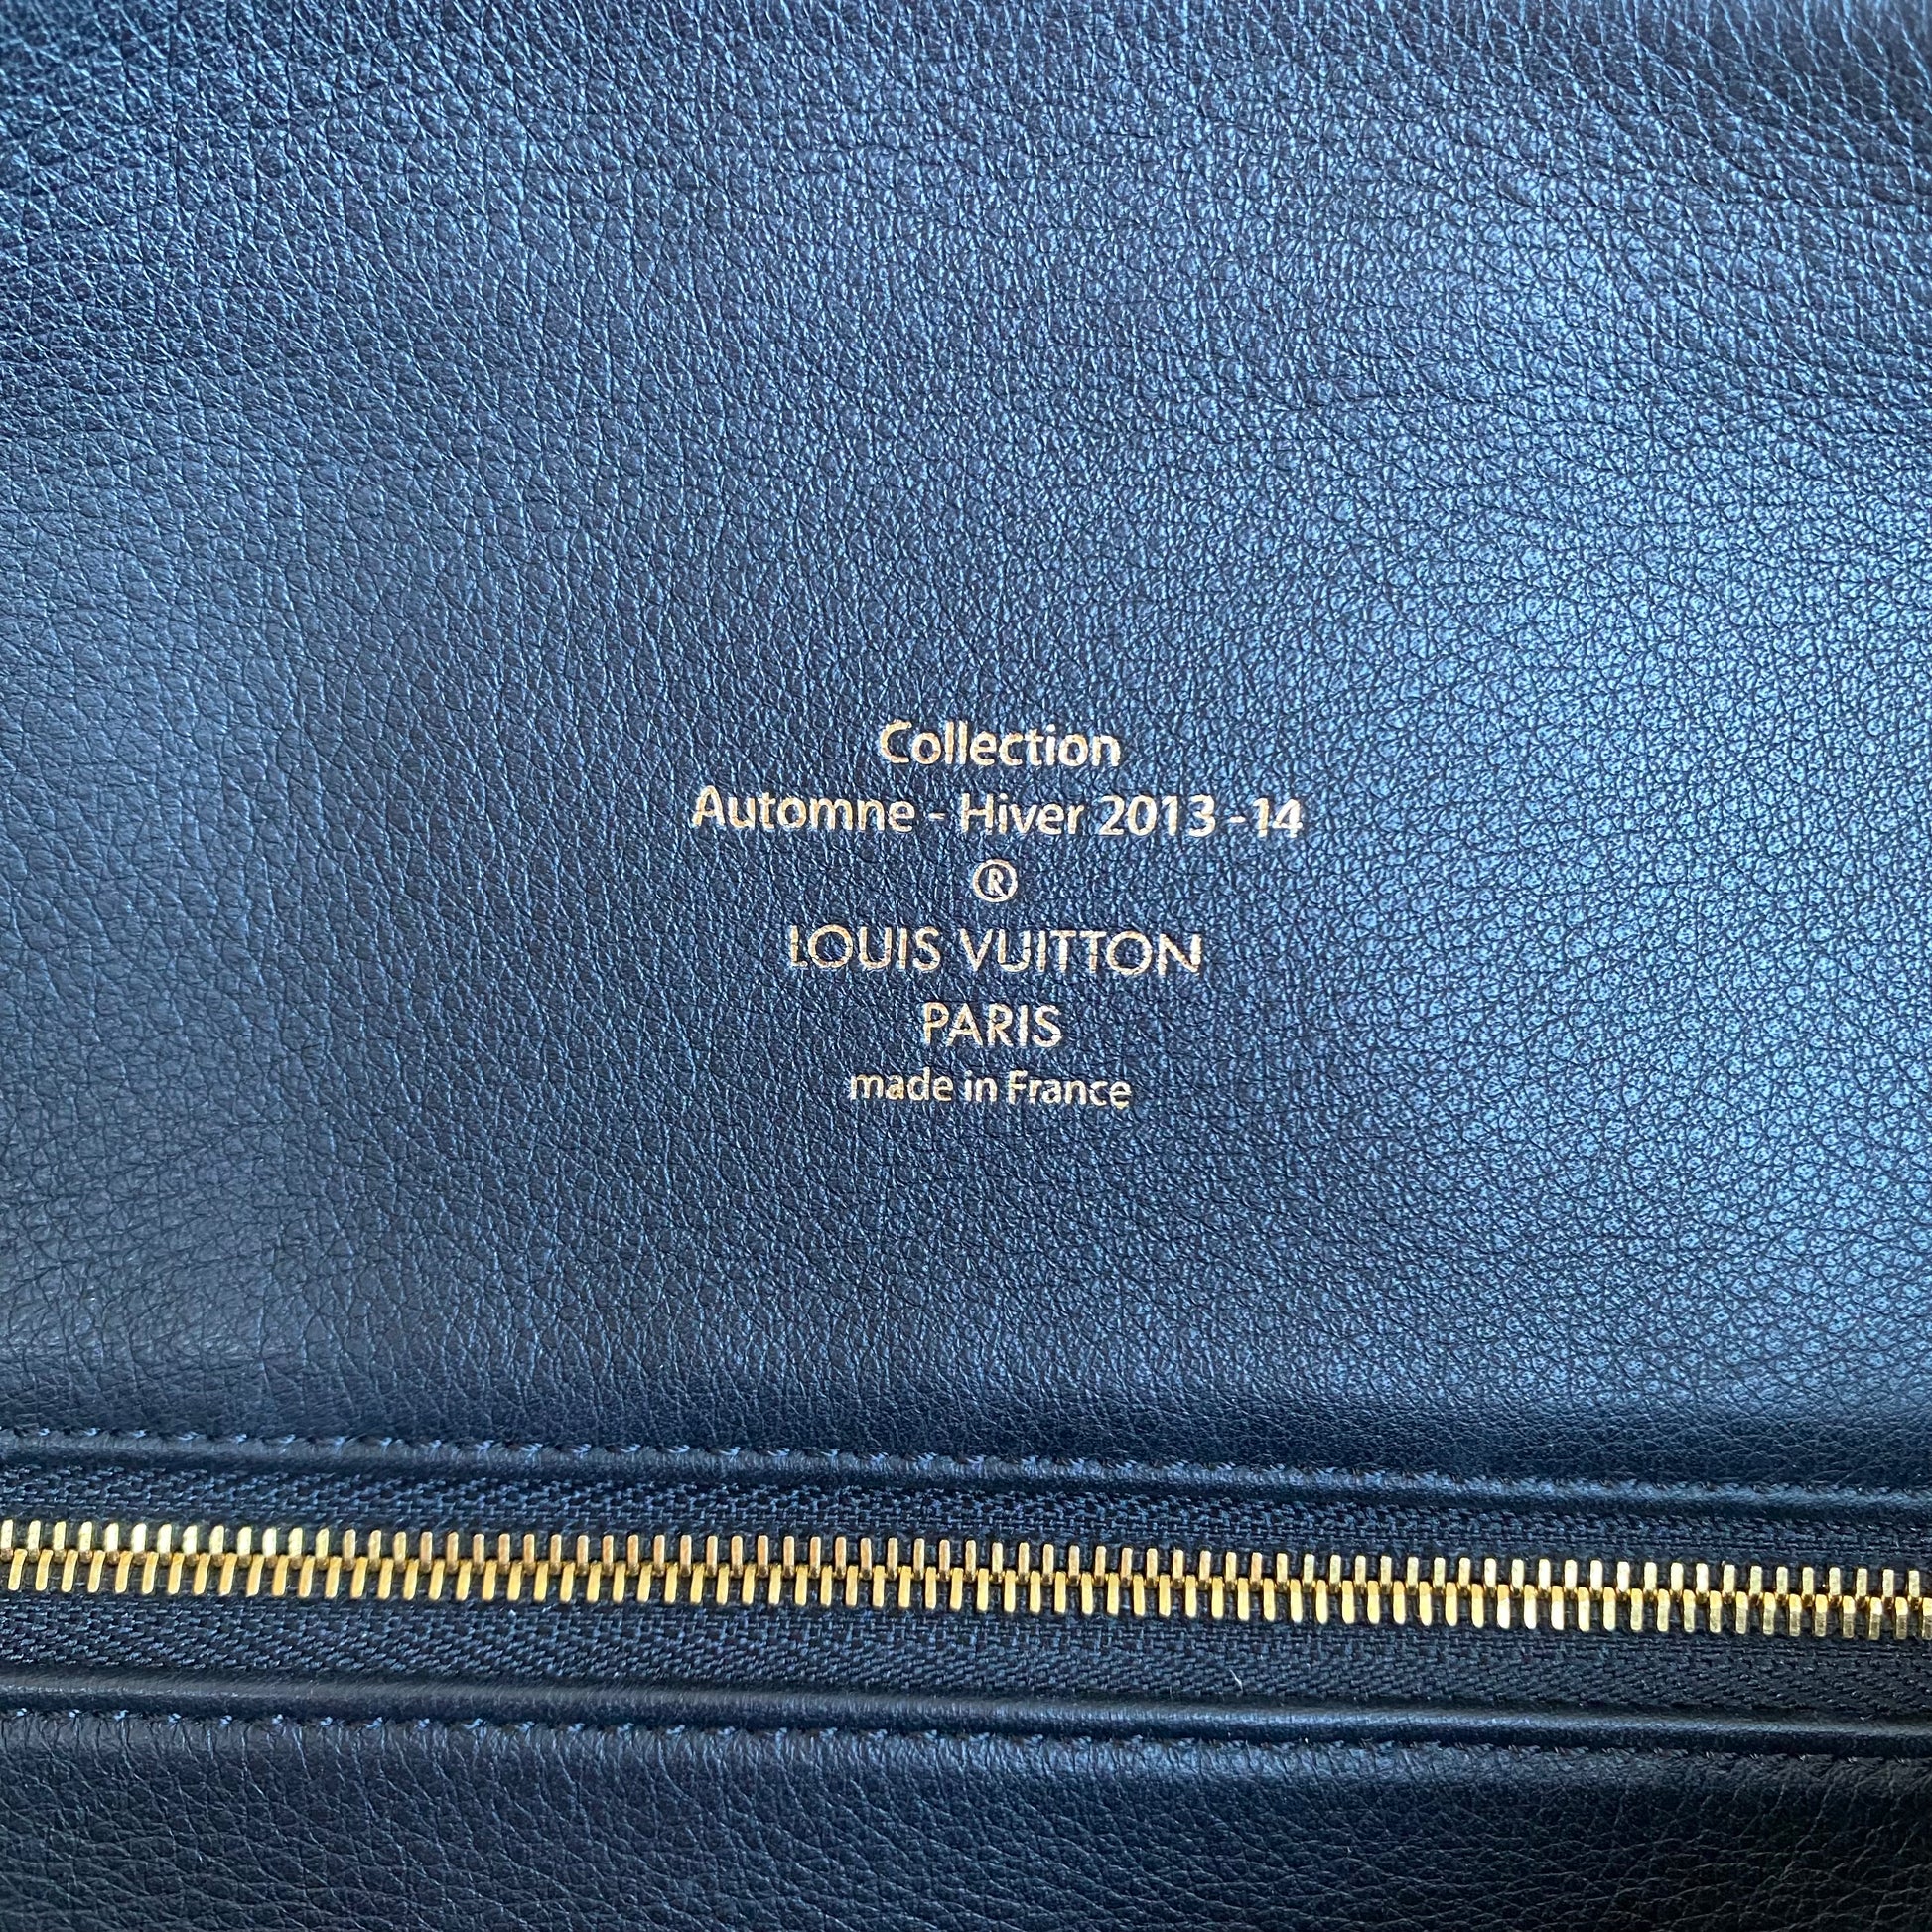 Collection
Automne - Hiver 2013 -14
®
LOUIS VUITTON
PARIS
made in France